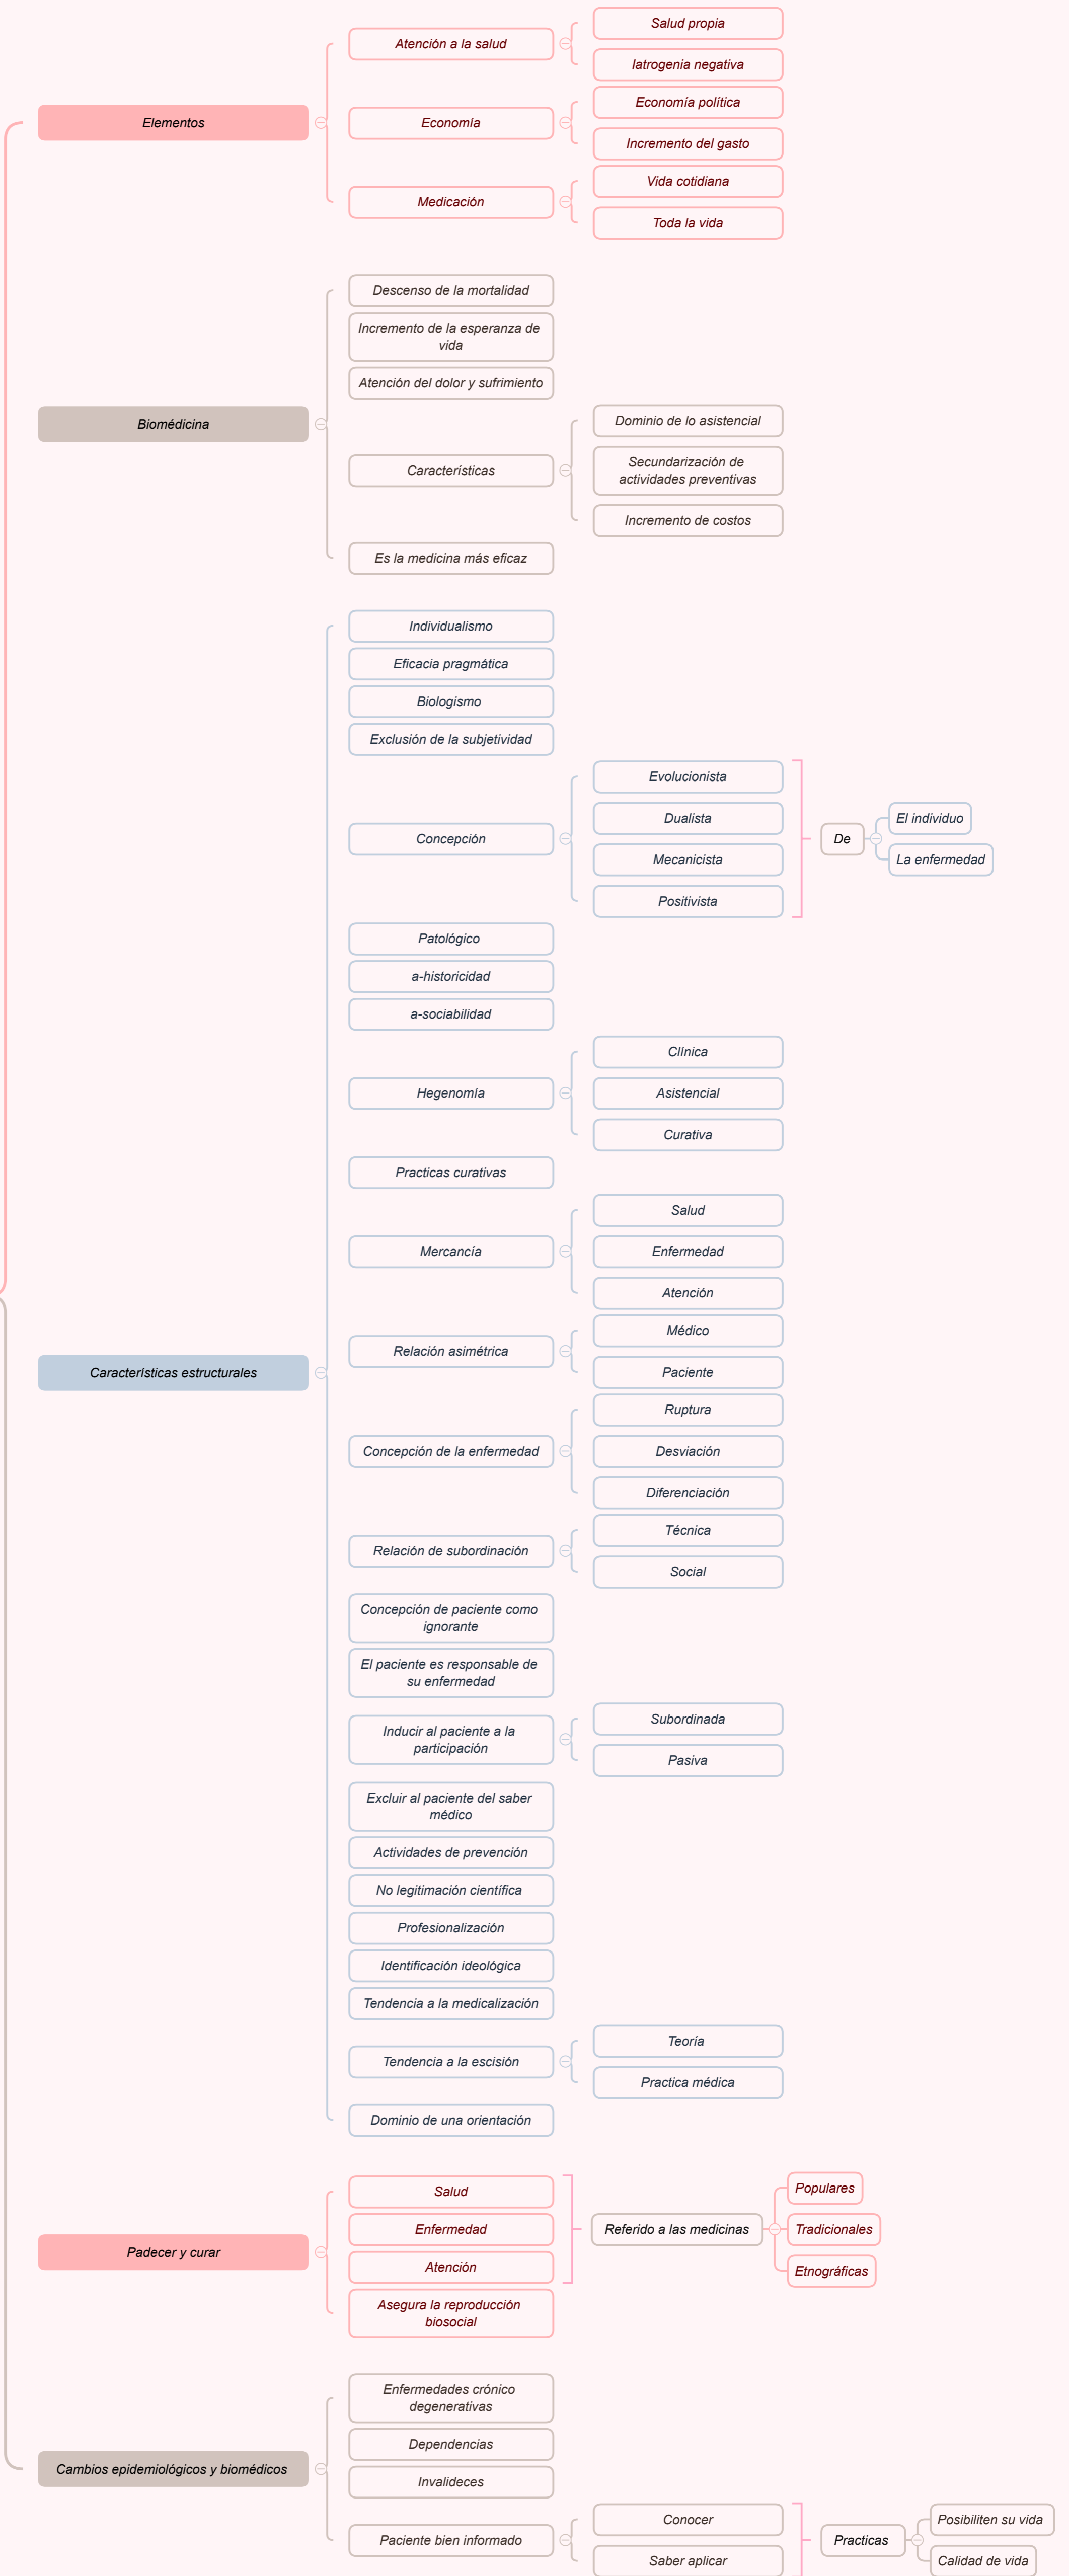 Elementos
Atención a la salud
Salud propia
Iatrogenia negativa
Economía
Economía política
Incremento del gasto
Medicación
Vida cotidiana
Toda la vida
Biomédicina
Descenso de la mortalidad
Incremento de la esperanza de
vida
Atención del dolor y sufrimiento
Características
Dominio de lo asistencial
Secundarización de
actividades preventivas
Incremento de costos
Es la medicina más eficaz
Características estructurales
Individualismo
Eficacia pragmática
Biologismo
Exclusión de la subjetividad
Concepción
Evolucionista
Dualista
Mecanicista
Positivista
De
El individuo
La enfermedad
Patológico
a-historicidad
a-sociabilidad
Hegenomía
Clínica
Asistencial
Curativa
Practicas curativas
Mercancía
Salud
Enfermedad
Atención
Relación asimétrica
Médico
Paciente
Concepción de la enfermedad
Ruptura
Desviación
Diferenciación
Relación de subordinación
Técnica
Social
Concepción de paciente como
ignorante
El paciente es responsable de
su enfermedad
Inducir al paciente a la
participación
Subordinada
Pasiva
Excluir al paciente del saber
médico
Actividades de prevención
No legitimación científica
Profesionalización
Identificación ideológica
Tendencia a la medicalización
Tendencia a la escisión
Teoría
Practica médica
Dominio de una orientación
Padecer y curar
Salud
Enfermedad
Atención
Referido a las medicinas
Populares
Tradicionales
Etnográficas
Asegura la reproducción
biosocial
Cambios epidemiológicos y biomédicos
Enfermedades crónico
degenerativas
Dependencias
Invalideces
Paciente bien informado
Conocer
Saber aplicar
Practicas
Posibiliten su vida
Calidad de vida